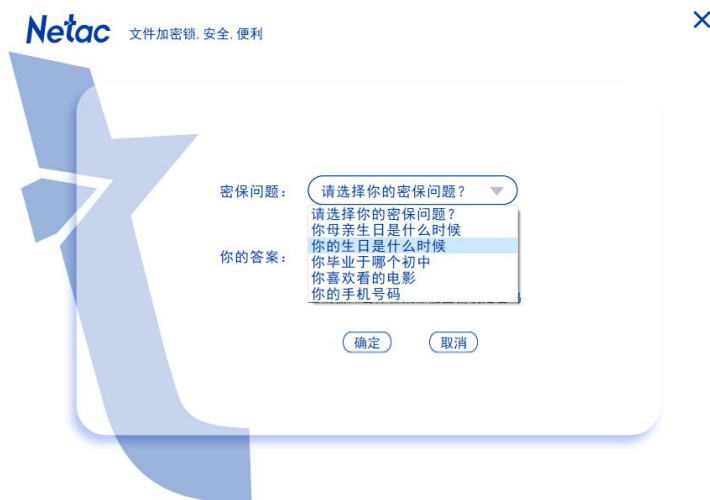 Netac 文件加密锁,安全,便利
密保问题: 请选择你的密保问题?
请选择你的密保问题?
你母亲生日是什么时候
你的生日是什么时候
你的答案:
你毕业于哪个初中
你喜欢看的电影
你的手机号码
确定 取消